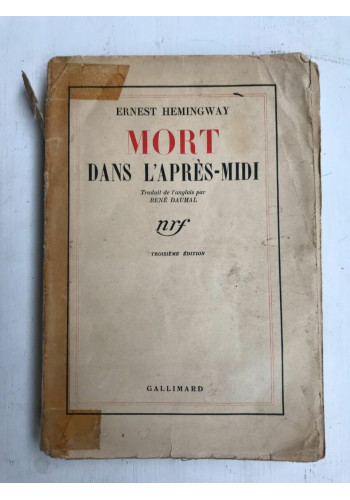 ERNEST HEMINGWAY
MORT
DANS L'APRÈS-MIDI
Traduit de l'anglais par
RENÉ DAUMAL
nrf
TROISIÈME ÉDITION
GALLIMARD